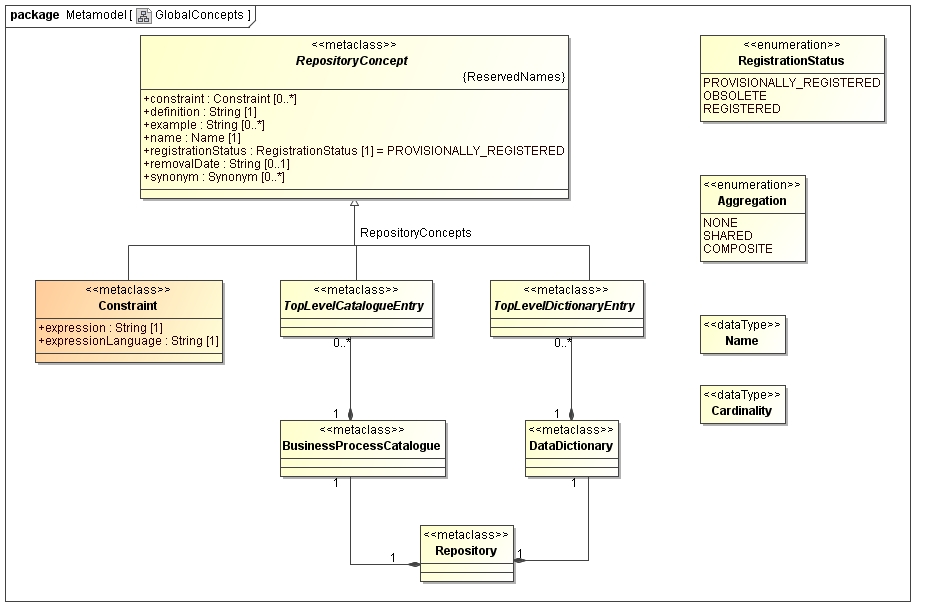 package Metamodel [ GlobalConcepts ]
<<metaclass>>
RepositoryConcept
{ReservedNames}
+constraint : Constraint [0..*]
+definition : String [1]
+example : String [0..*]
+name : Name [1]
+registrationStatus : RegistrationStatus [1] = PROVISIONALLY_REGISTERED
+removalDate : String [0..1]
+synonym : Synonym [0..*]
<<enumeration>>
RegistrationStatus
PROVISIONALLY_REGISTERED
OBSOLETE
REGISTERED
<<enumeration>>
Aggregation
NONE
SHARED
COMPOSITE
RepositoryConcepts
<<metaclass>>
Constraint
+expression : String [1]
+expressionLanguage : String [1]
<<metaclass>>
TopLevelCatalogueEntry
<<metaclass>>
TopLevelDictionaryEntry
<<dataType>>
Name
<<dataType>>
Cardinality
0..*
0..*
1
1
<<metaclass>>
BusinessProcessCatalogue
<<metaclass>>
DataDictionary
1
1
<<metaclass>>
Repository
1
1